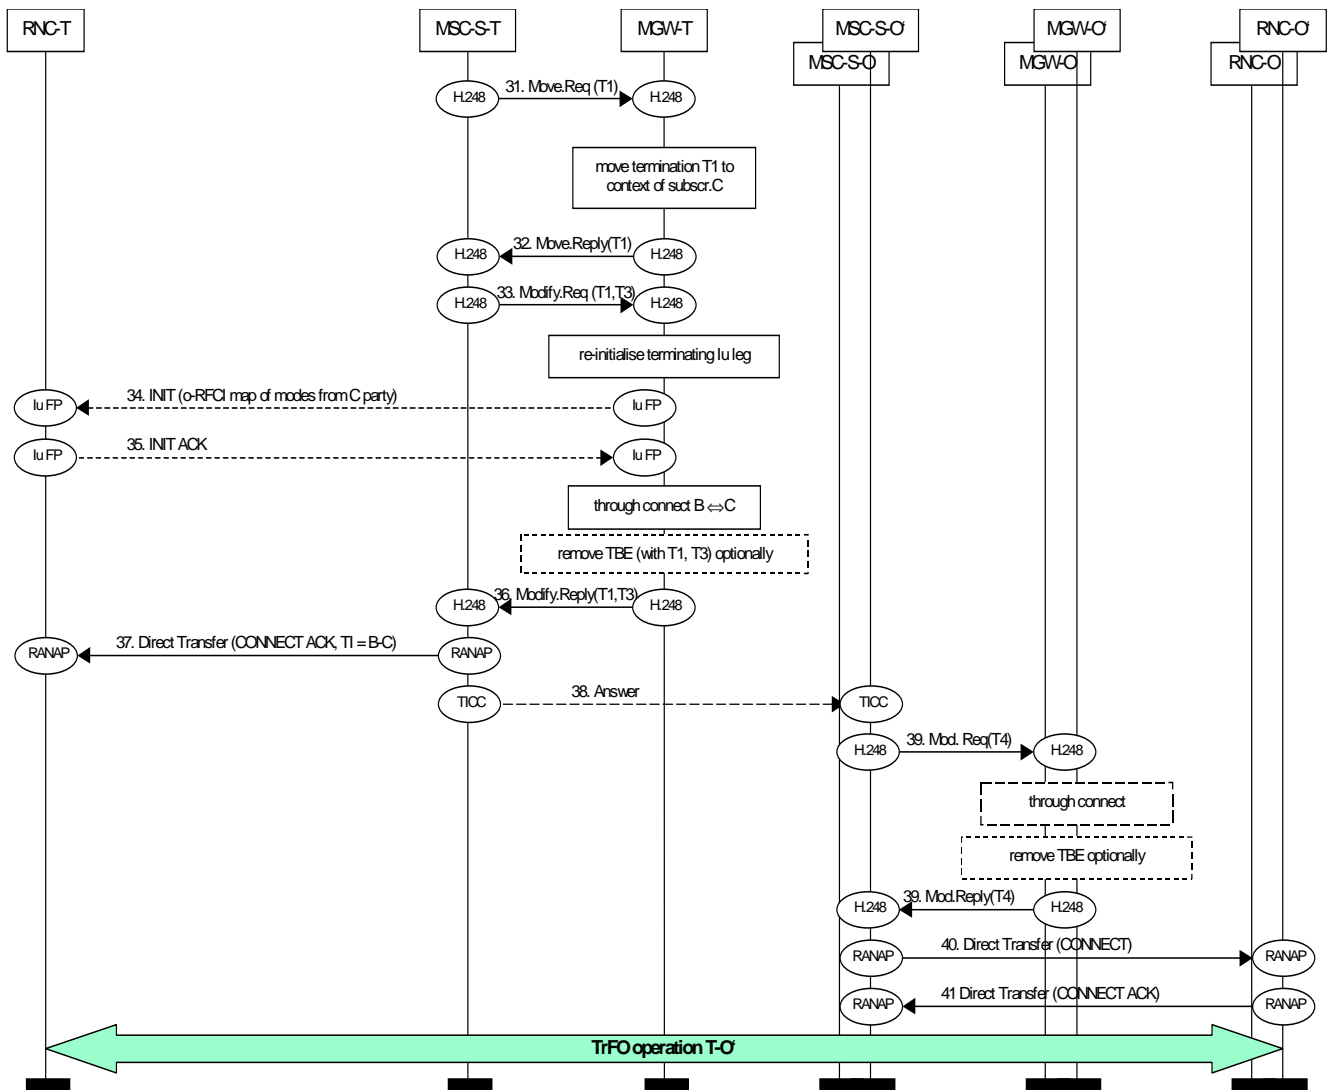 RNC-T
MSC-S-T
MGW-T
MSC-S-O'
MGW-O'
RNC-O'
MSC-S-O
MGW-O
RNC-O
H.248
31. Move.Req (T1)
H.248
move termination T1 to
context of subscr.C
H.248
32. Move.Reply(T1)
H.248
H.248
33. Modify.Req (T1,T3)
H.248
re-initialise terminating Iu leg
Iu FP
34. INIT (o-RFCI map of modes from C party)
Iu FP
Iu FP
35. INIT ACK
Iu FP
through connect B ⇔ C
remove TBE (with T1, T3) optionally
H.248
36. Modify.Reply(T1,T3)
H.248
RANAP
37. Direct Transfer (CONNECT ACK, TI = B-C)
RANAP
TICC
38. Answer
TICC
H.248
39. Mod. Req(T4)
H.248
through connect
remove TBE optionally
H.248
39. Mod.Reply(T4)
H.248
RANAP
40. Direct Transfer (CONNECT)
RANAP
RANAP
41 Direct Transfer (CONNECT ACK)
RANAP
TrFO operation T-O'